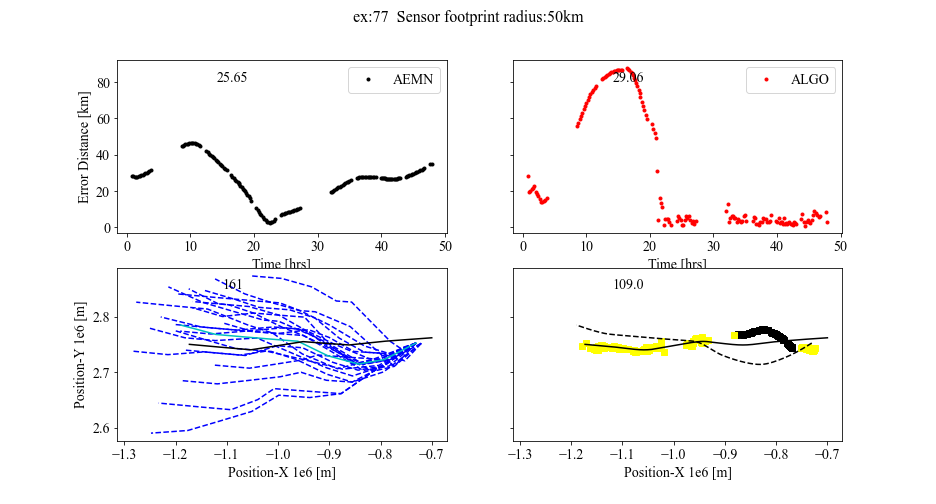 ex:77  Sensor footprint radius:50km
25.65
AEMN
29.06
ALGO
Error Distance [km]
80
60
40
20
0
0 10 20 30 40 50
0 10 20 30 40 50
Time [hrs]
Time [hrs]
161
109.0
Position-Y 1e6 [m]
2.8
2.7
2.6
−1.3 −1.2 −1.1 −1.0 −0.9 −0.8 −0.7
−1.3 −1.2 −1.1 −1.0 −0.9 −0.8 −0.7
Position-X 1e6 [m]
Position-X 1e6 [m]